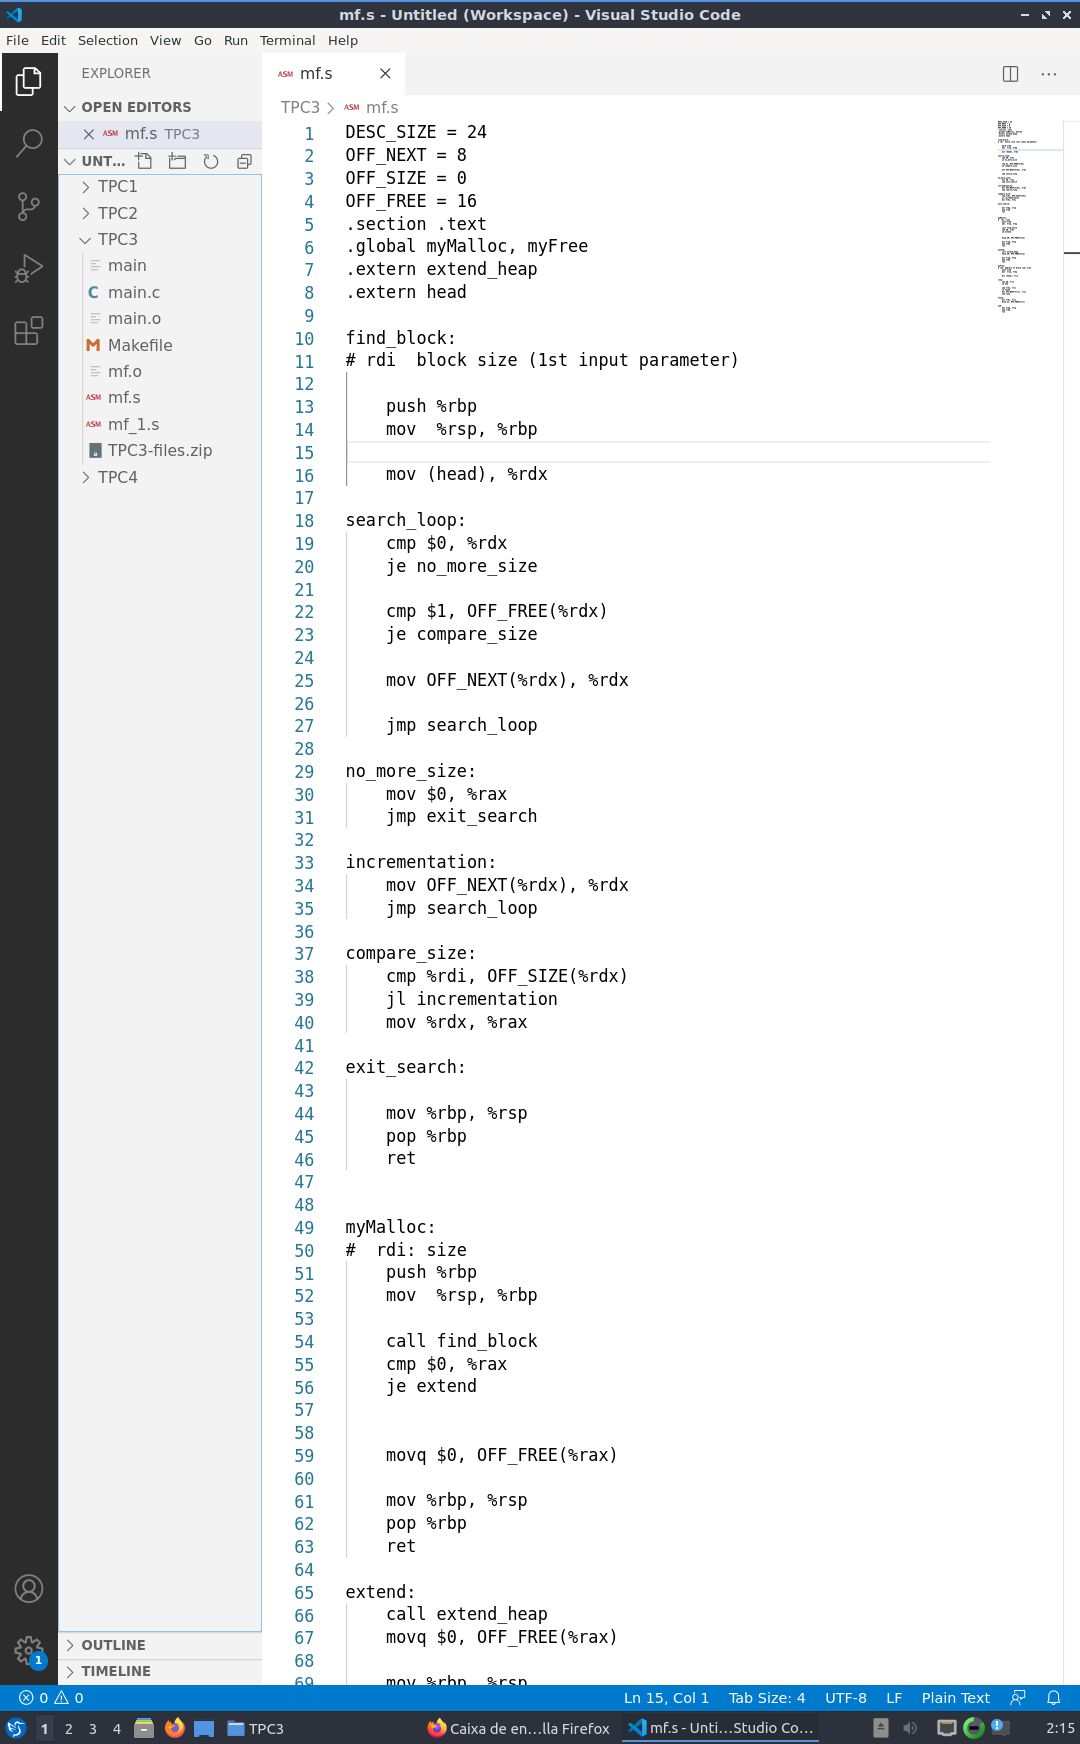 mf.s - Untitled (Workspace) - Visual Studio Code
File Edit Selection View Go Run Terminal Help
EXPLORER
OPEN EDITORS
ASM mf.s TPC3
UNT...
TPC1
TPC2
TPC3
main
C main.c
main.o
M Makefile
mf.o
ASM mf.s
ASM mf_1.s
TPC3-files.zip
TPC4
OUTLINE
TIMELINE
ASM mf.s
TPC3 > ASM mf.s
1 DESC_SIZE = 24
2 OFF_NEXT = 8
3 OFF_SIZE = 0
4 OFF_FREE = 16
5 .section .text
6 .global myMalloc, myFree
7 .extern extend_heap
8 .extern head
9
10 find_block:
11 # rdi  block size (1st input parameter)
12
13     push %rbp
14     mov  %rsp, %rbp
15
16     mov (head), %rdx
17
18 search_loop:
19     cmp $0, %rdx
20     je no_more_size
21
22     cmp $1, OFF_FREE(%rdx)
23     je compare_size
24
25     mov OFF_NEXT(%rdx), %rdx
26
27     jmp search_loop
28
29 no_more_size:
30     mov $0, %rax
31     jmp exit_search
32
33 incrementation:
34     mov OFF_NEXT(%rdx), %rdx
35     jmp search_loop
36
37 compare_size:
38     cmp %rdi, OFF_SIZE(%rdx)
39     jl incrementation
40     mov %rdx, %rax
41
42 exit_search:
43
44     mov %rbp, %rsp
45     pop %rbp
46     ret
47
48
49 myMalloc:
50 #  rdi: size
51     push %rbp
52     mov  %rsp, %rbp
53
54     call find_block
55     cmp $0, %rax
56     je extend
57
58
59     movq $0, OFF_FREE(%rax)
60
61     mov %rbp, %rsp
62     pop %rbp
63     ret
64
65 extend:
66     call extend_heap
67     movq $0, OFF_FREE(%rax)
68
69     mov %rbp, %rsp
1
0 0 Ln 15, Col 1 Tab Size: 4 UTF-8 LF Plain Text
1 2 3 4 TPC3 Caixa de en...lla Firefox mf.s - Unti...Studio Co... 2:15